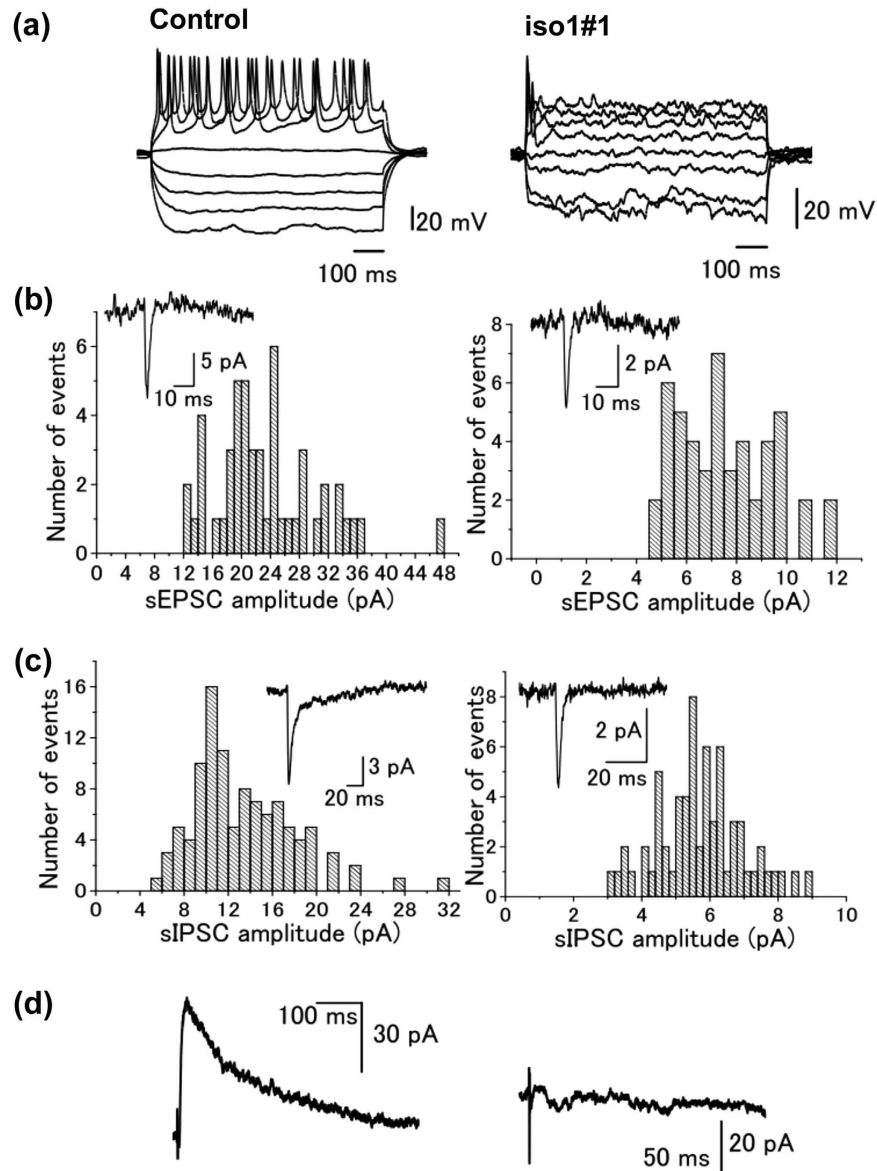 (a)
Control
iso1#1
20 mV
100 ms
20 mV
100 ms
(b)
Number of events
6
4
2
0
5 pA
10 ms
0 4 8 12 16 20 24 28 32 36 40 44 48
sEPSC amplitude (pA)
Number of events
8
6
4
2
0
2 pA
10 ms
0 2 4 6 8 10 12
sEPSC amplitude (pA)
(c)
Number of events
16
12
8
4
0
3 pA
20 ms
0 4 8 12 16 20 24 28 32
sIPSC amplitude (pA)
Number of events
8
6
4
2
0
2 pA
20 ms
0 2 4 6 8 10
sIPSC amplitude (pA)
(d)
100 ms
30 pA
50 ms
20 pA